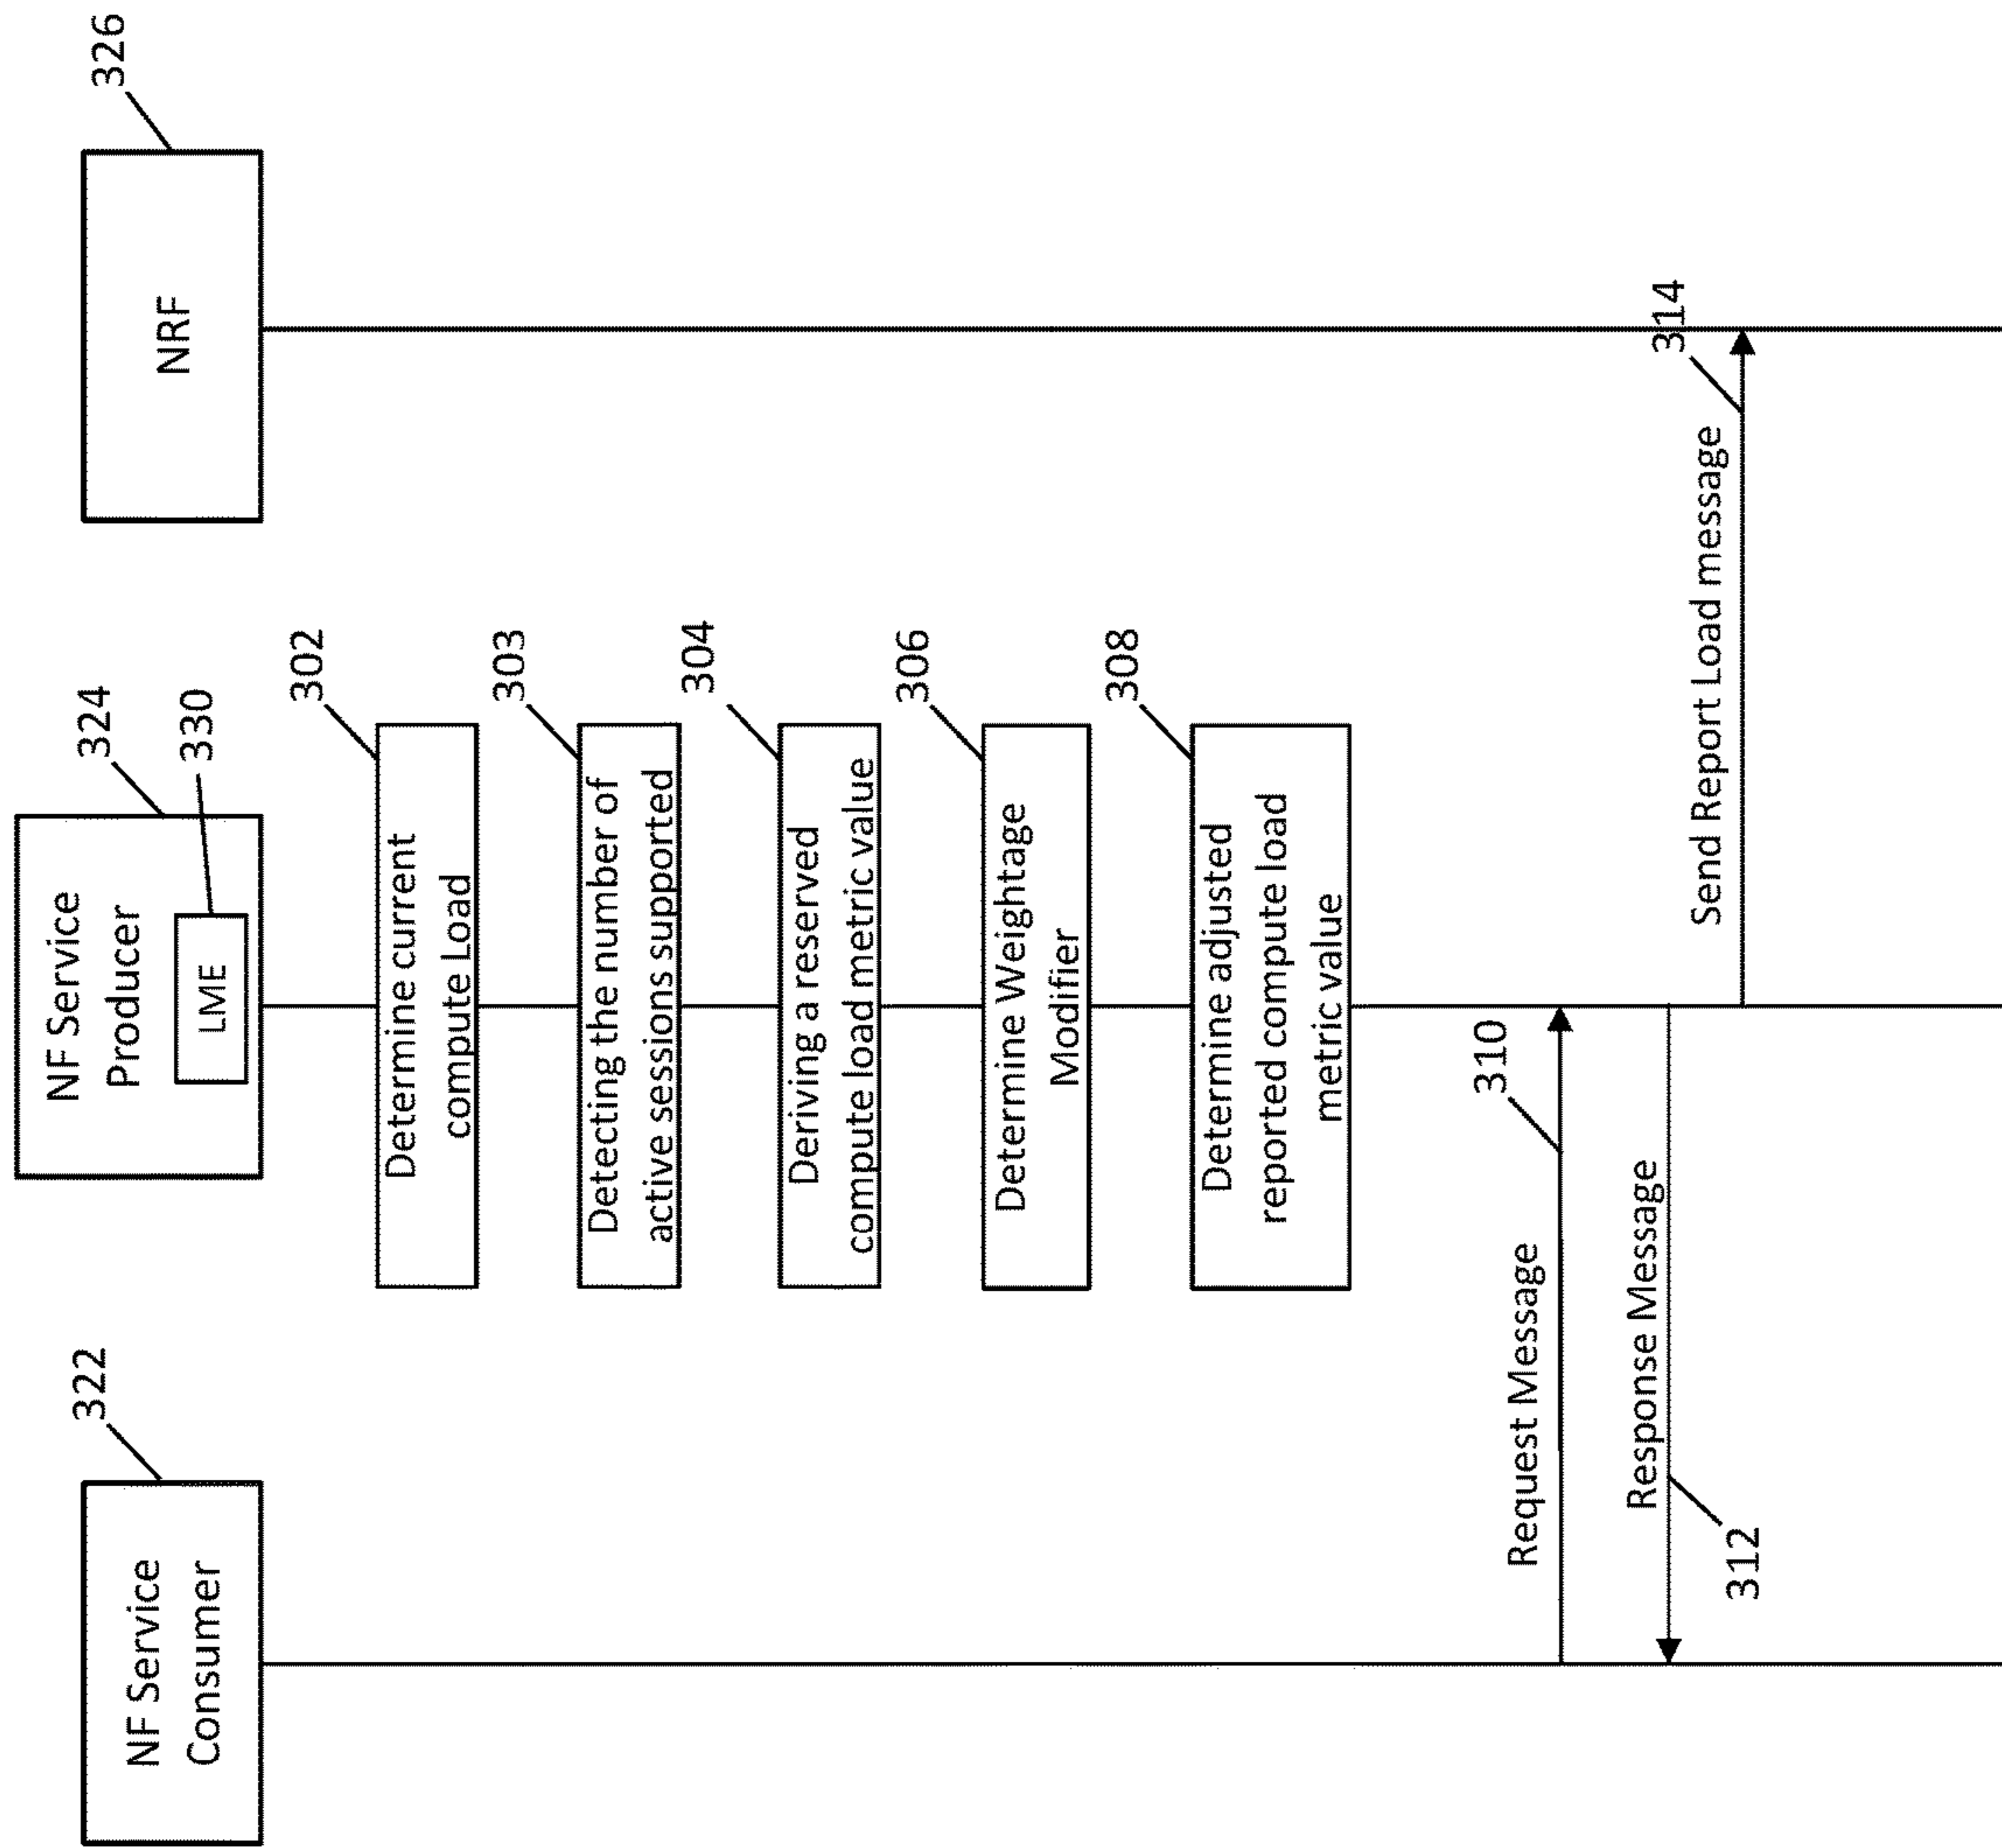 NF Service
Consumer
322
NF Service
Producer
LME
324
330
NRF
326
Determine current
compute Load
302
Detecting the number of
active sessions supported
303
Deriving a reserved
compute load metric value
304
Determine Weightage
Modifier
306
Determine adjusted
reported compute load
metric value
308
Request Message
310
Response Message
312
Send Report Load message
314